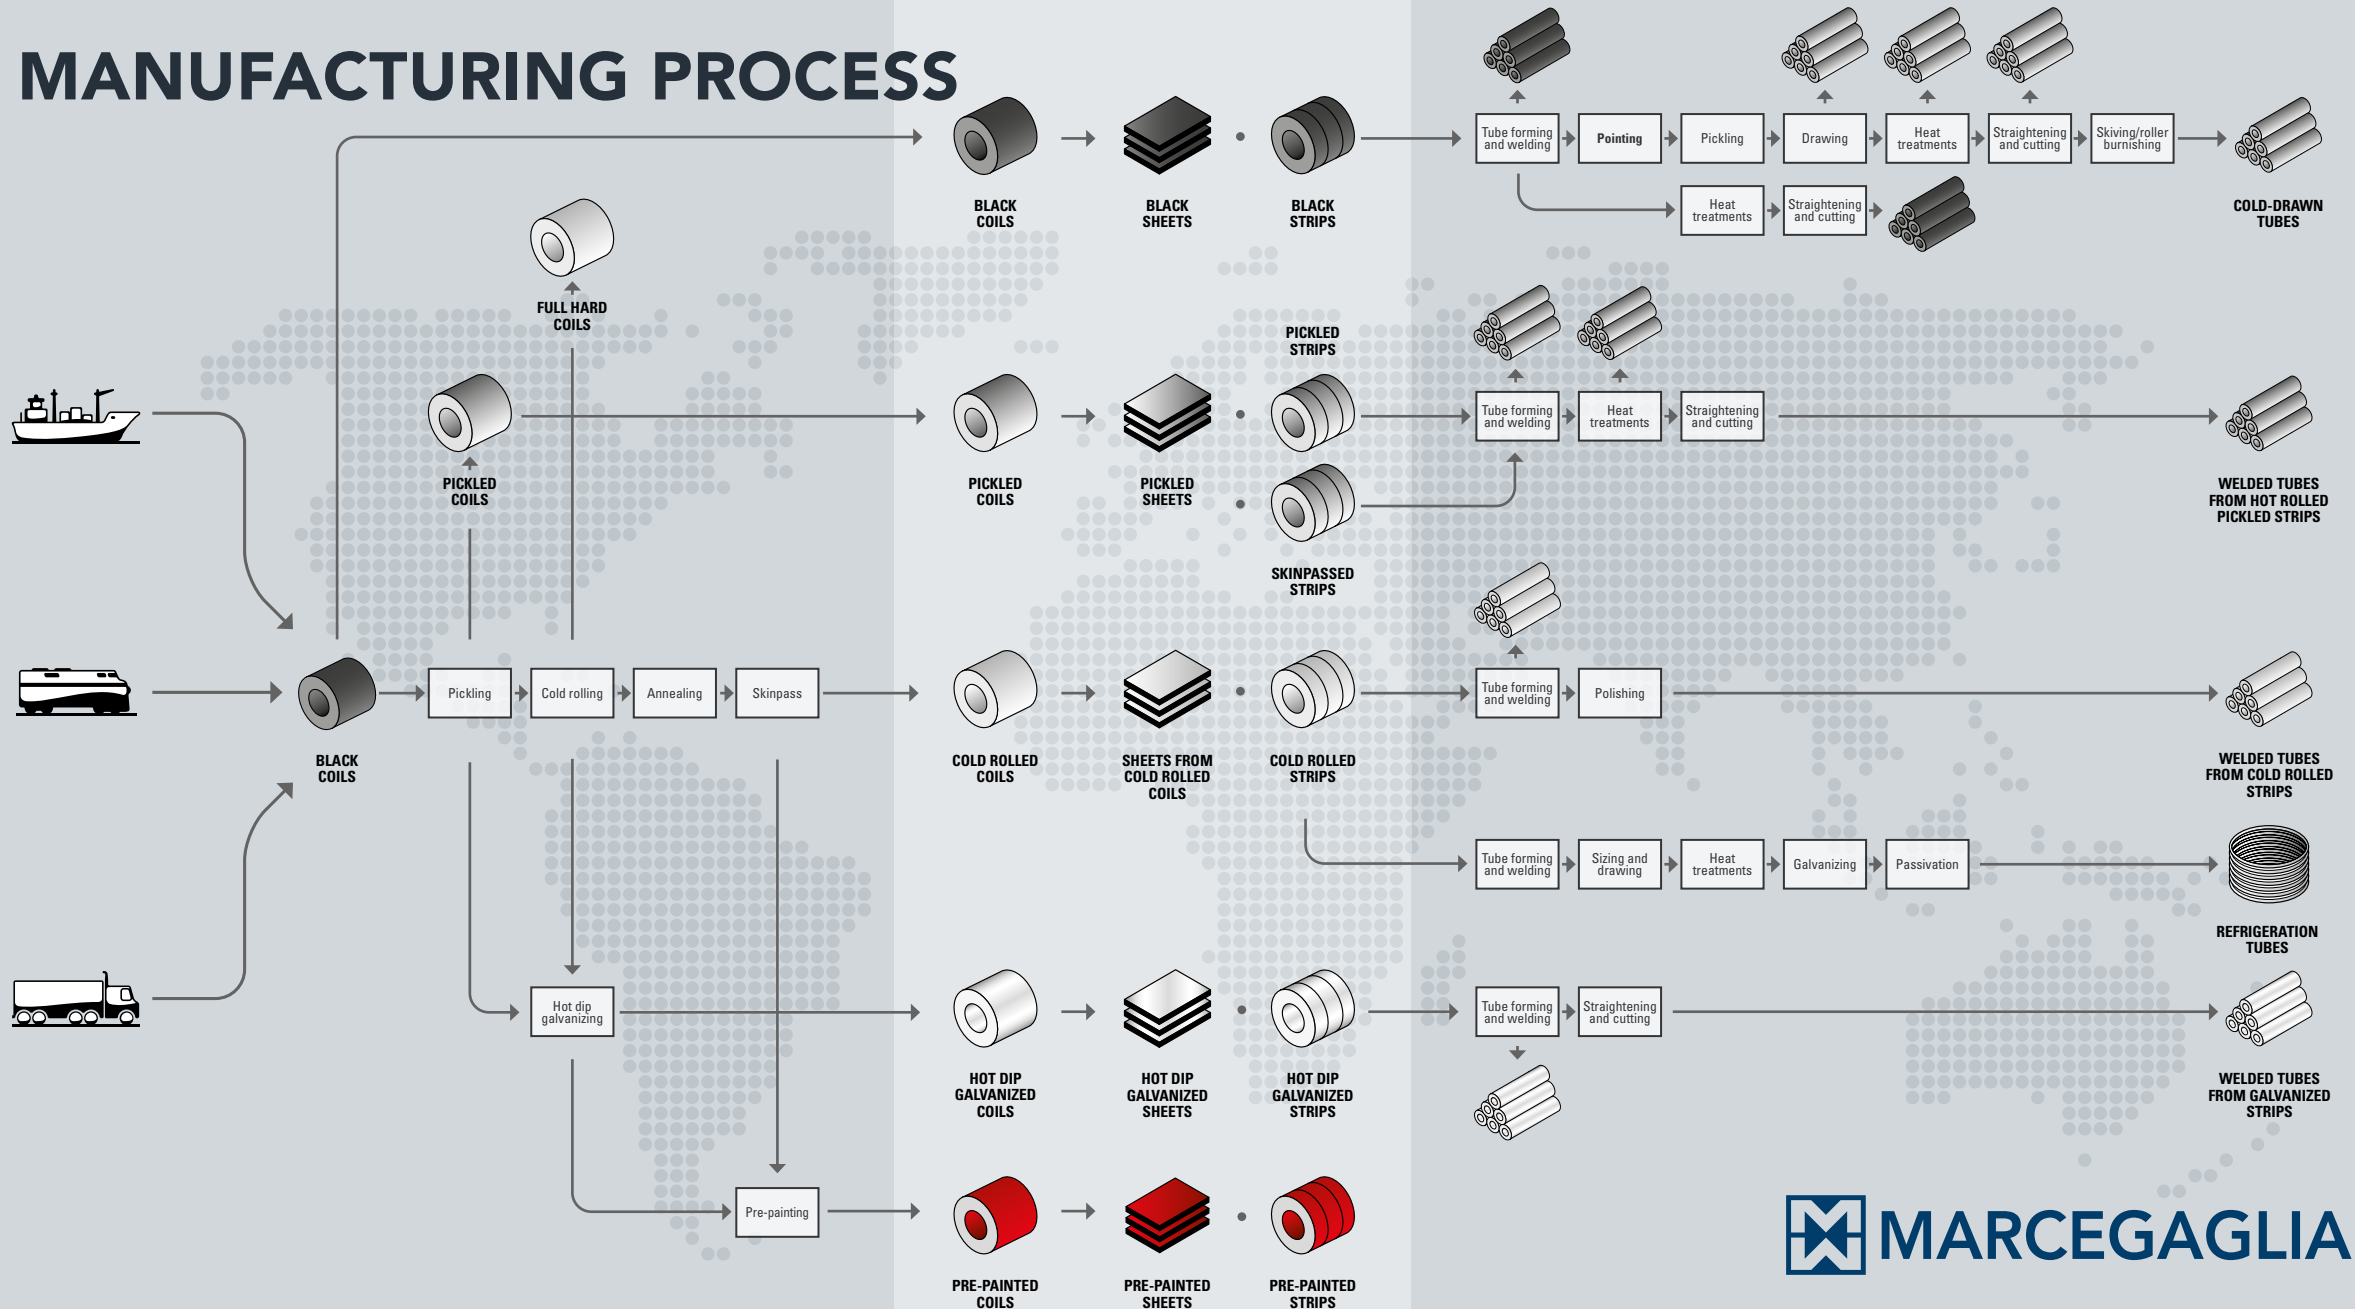 MANUFACTURING PROCESS
BLACK
COILS
BLACK
SHEETS
BLACK
STRIPS
Tube forming
and welding
Pointing
Pickling
Drawing
Heat
treatments
Straightening
and cutting
Skiving/roller
burnishing
COLD-DRAWN
TUBES
Heat
treatments
Straightening
and cutting
FULL HARD
COILS
PICKLED
COILS
PICKLED
COILS
PICKLED
SHEETS
PICKLED
STRIPS
SKINPASSED
STRIPS
Tube forming
and welding
Heat
treatments
Straightening
and cutting
WELDED TUBES
FROM HOT ROLLED
PICKLED STRIPS
BLACK
COILS
Pickling
Cold rolling
Annealing
Skinpass
COLD ROLLED
COILS
SHEETS FROM
COLD ROLLED
COILS
COLD ROLLED
STRIPS
Tube forming
and welding
Polishing
WELDED TUBES
FROM COLD ROLLED
STRIPS
Tube forming
and welding
Sizing and
drawing
Heat
treatments
Galvanizing
Passivation
REFRIGERATION
TUBES
Hot dip
galvanizing
HOT DIP
GALVANIZED
COILS
HOT DIP
GALVANIZED
SHEETS
HOT DIP
GALVANIZED
STRIPS
Tube forming
and welding
Straightening
and cutting
WELDED TUBES
FROM GALVANIZED
STRIPS
Pre-painting
PRE-PAINTED
COILS
PRE-PAINTED
SHEETS
PRE-PAINTED
STRIPS
MARCEGAGLIA